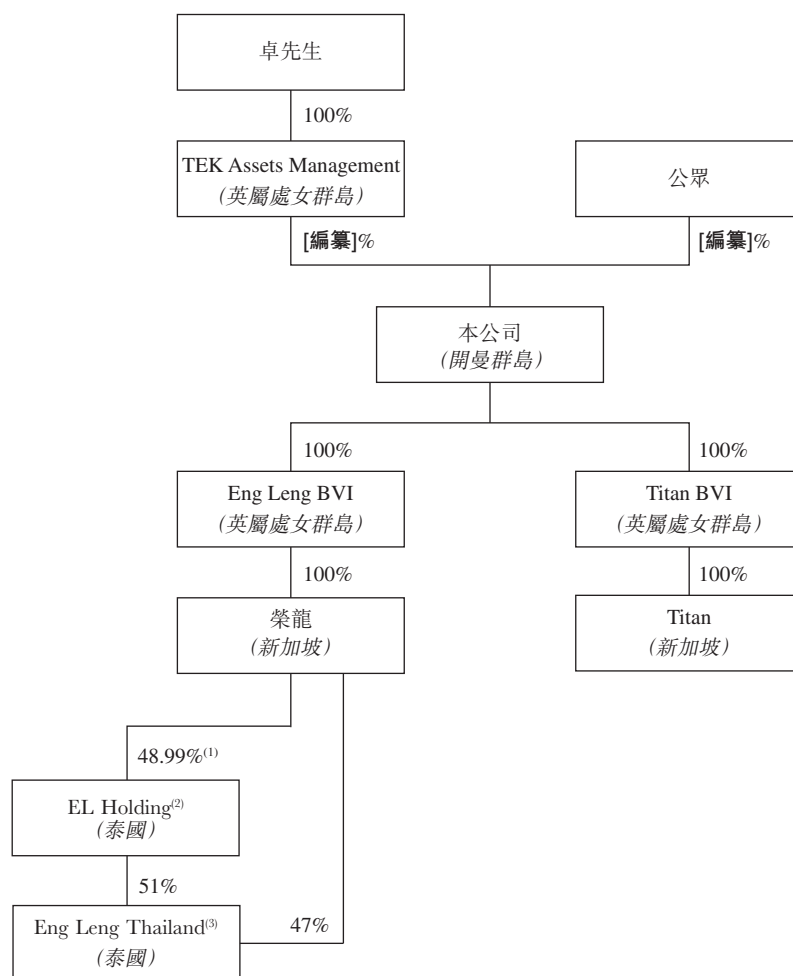 卓先生
100%
TEK Assets Management
(英屬處女群島)
公眾
[編纂]%
[編纂]%
本公司
(開曼群島)
100%
100%
Eng Leng BVI
(英屬處女群島)
Titan BVI
(英屬處女群島)
100%
100%
榮龍
(新加坡)
Titan
(新加坡)
48.99%(1)
EL Holding(2)
(泰國)
51%
Eng Leng Thailand(3)
(泰國)
47%